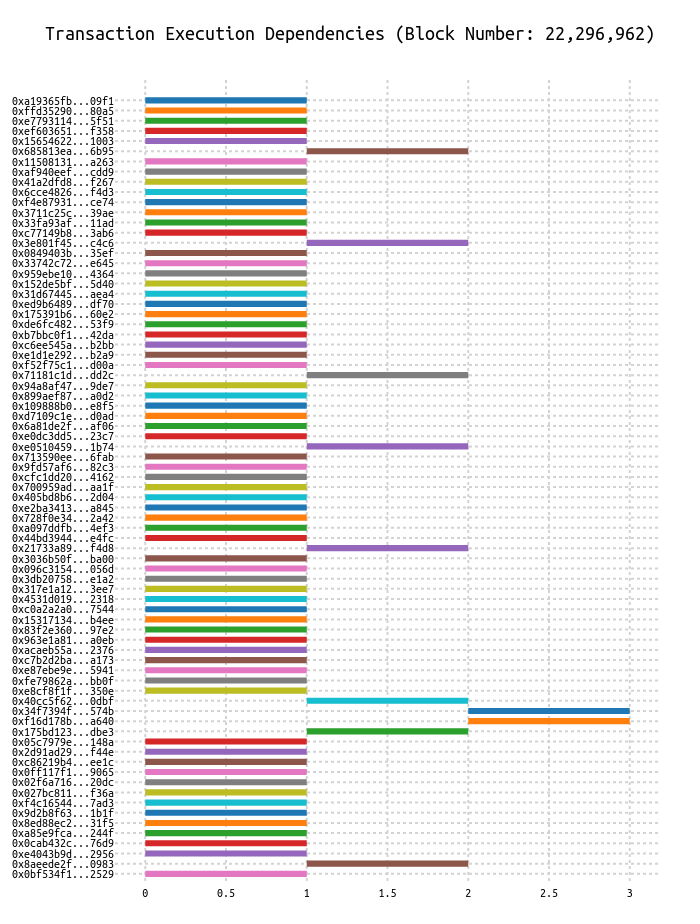 Transaction Execution Dependencies (Block Number: 22,296,962)
0xa19365fb...09f1
0xffd35290...80a5
0xe7793114...5f51
0xef603651...f358
0x15654622...1003
0x685813ea...6b95
0x11508131...a263
0xaf940eef...cdd9
0x41a2dfd8...f267
0x6cce4826...f4d3
0xf4e87931...ce74
0x3711c25c...39ae
0x33fa93af...11ad
0xc77149b8...3ab6
0x3e801f45...c4c6
0x0849403b...35ef
0x33742c72...e645
0x959ebe10...4364
0x152de5bf...5d40
0x31d67445...aea4
0xed9b6489...df70
0x175391b6...60e2
0xde6fc482...53f9
0xb7bbc0f1...42da
0xc6ee545a...b2bb
0xe1d1e292...b2a9
0xf52f75c1...d00a
0x71181c1d...dd2c
0x94a8af47...9de7
0x899aef87...a0d2
0x109888b0...e8f5
0xd7109c1e...d0ad
0x6a81de2f...af06
0xe0dc3dd5...23c7
0xe0510459...1b74
0x713590ee...6fab
0x9fd57af6...82c3
0xcfc1dd20...4162
0x700959ad...aa1f
0x405bd8b6...2d04
0xe2ba3413...a845
0x728f0e34...2a42
0xa097ddfb...4ef3
0x44bd3944...e4fc
0x21733a89...f4d8
0x3036b50f...ba00
0x096c3154...056d
0x3db20758...e1a2
0x317e1a12...3ee7
0x4531d019...2318
0xc0a2a2a0...7544
0x15317134...b4ee
0x83f2e360...97e2
0x963e1a81...a0eb
0xacaeb55a...2376
0xc7b2d2ba...a173
0xe87ebe9e...5941
0xfe79862a...bb0f
0xe8cf8f1f...350e
0x40cc5f62...0dbf
0x34f7394f...574b
0xf16d178b...a640
0x175bd123...dbe3
0x05c7979e...148a
0x2d91ad29...f44e
0xc86219b4...ee1c
0x0ff117f1...9065
0x02f6a716...20dc
0x027bc811...f36a
0xf4c16544...7ad3
0x9d2b8f63...1b1f
0x8ed88ec2...31f5
0xa85e9fca...244f
0x0cab432c...76d9
0xe4043b9d...2956
0x8aeede2f...0983
0x0bf534f1...2529
0 0.5 1 1.5 2 2.5 3